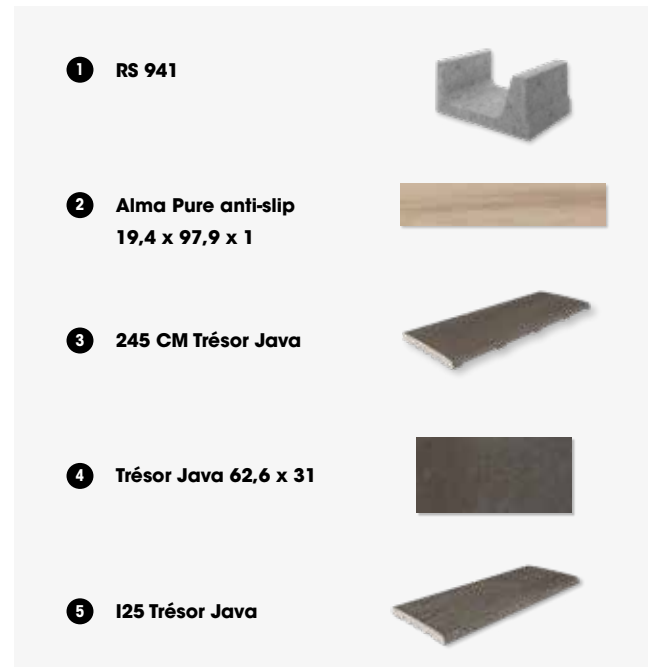 1 RS 941
2 Alma Pure anti-slip
19,4 x 97,9 x 1
3 245 CM Trésor Java
4 Trésor Java 62,6 x 31
5 I25 Trésor Java